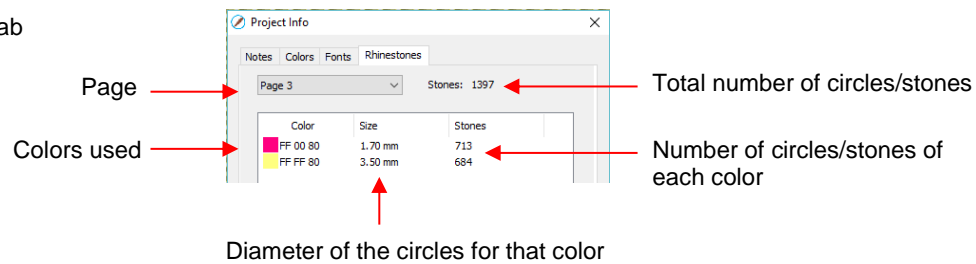 ab
Project Info
Notes Colors Fonts Rhinestones
Page
Page 3
Stones: 1397
Total number of circles/stones
Color Size Stones
Colors used
FF 00 80 1.70 mm 713
FF FF 80 3.50 mm 684
Number of circles/stones of
each color
Diameter of the circles for that color